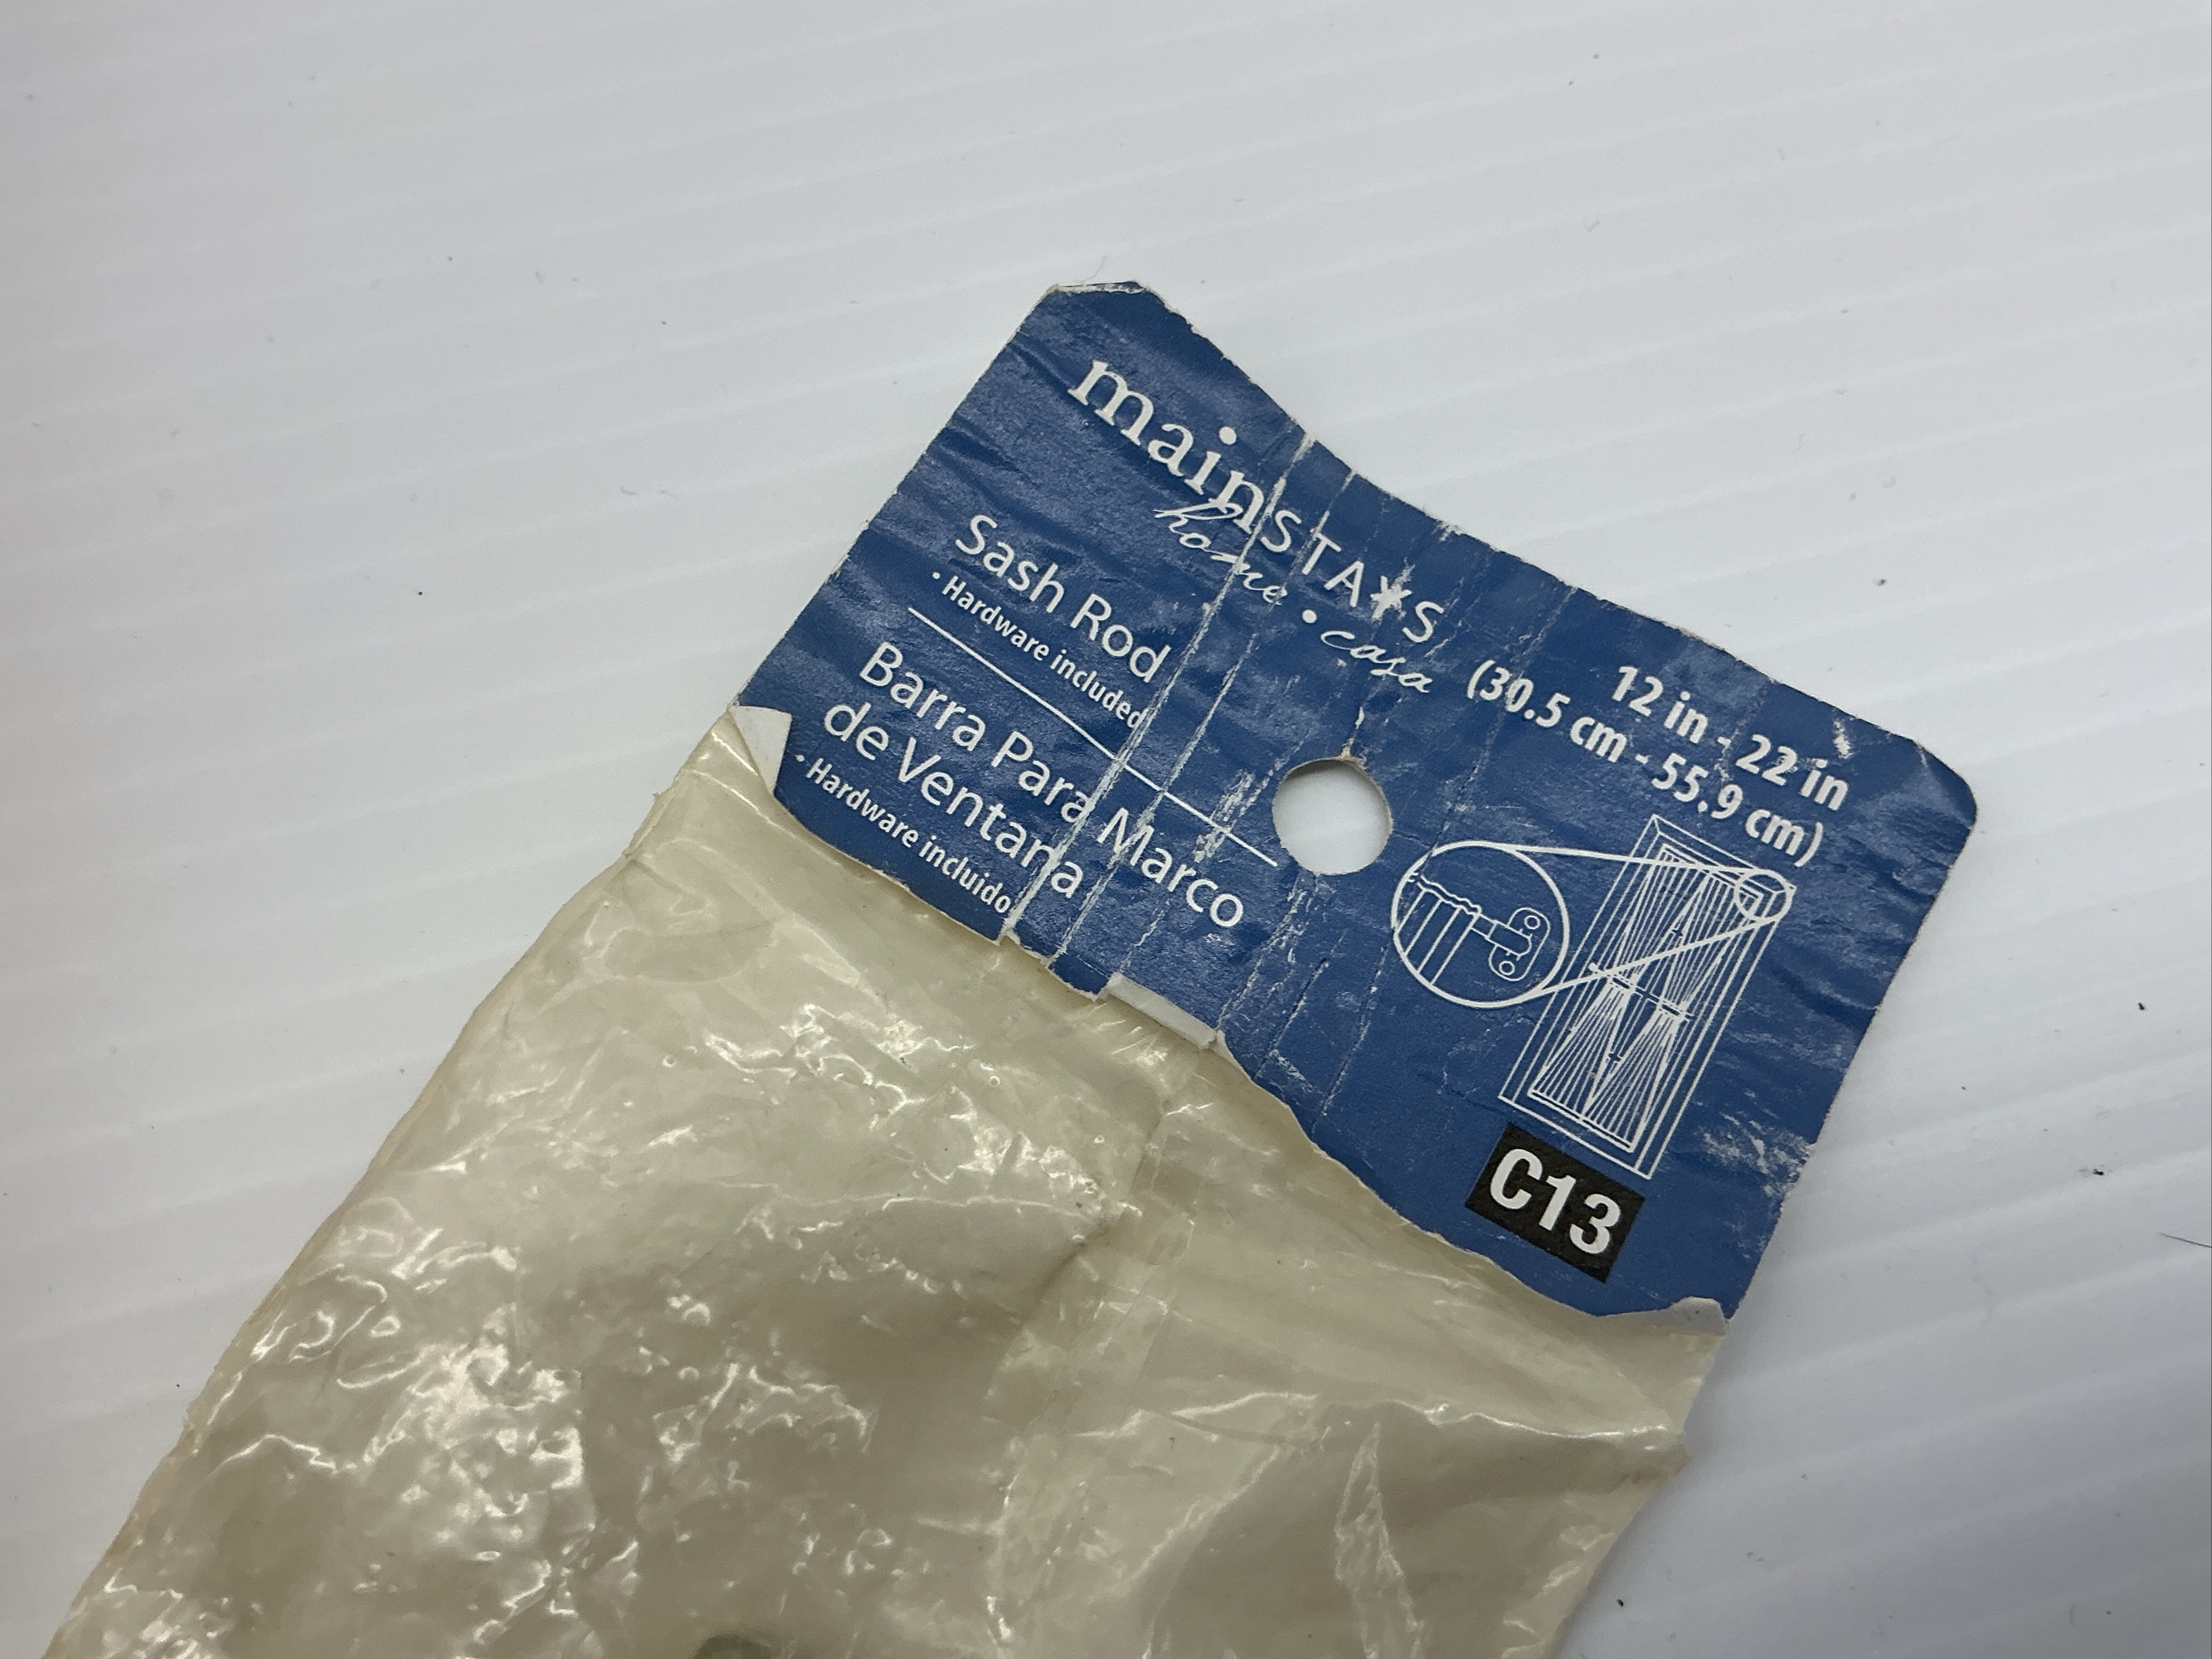 mainSTAYS
home • casa
Sash Rod
• Hardware included
Barra Para Marco
de Ventana
• Hardware incluido
12 in - 22 in
(30.5 cm - 55.9 cm)
C13